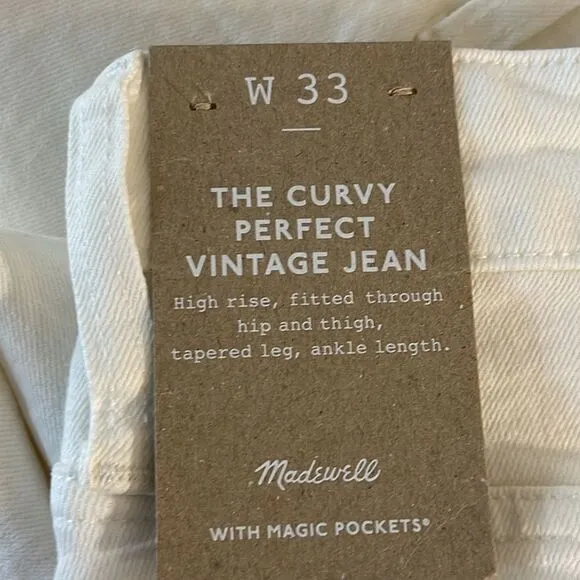 W 33
THE CURVY
PERFECT
VINTAGE JEAN
High rise, fitted through
hip and thigh,
tapered leg, ankle length.
Madewell
WITH MAGIC POCKETS®